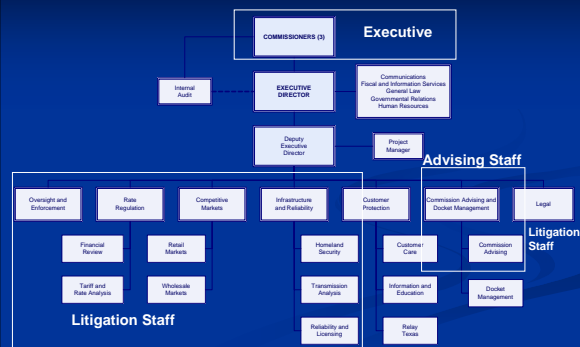 COMMISSIONERS (3)
Executive
Internal
Audit
EXECUTIVE
DIRECTOR
Communications
Fiscal and Information Services
General Law
Governmental Relations
Human Resources
Deputy
Executive
Director
Project
Manager
Advising Staff
Oversight and
Enforcement
Rate
Regulation
Competitive
Markets
Infrastructure
and Reliability
Customer
Protection
Commission Advising and
Docket Management
Legal
Litigation
Staff
Financial
Review
Retail
Markets
Homeland
Security
Customer
Care
Commission
Advising
Tariff and
Rate Analysis
Wholesale
Markets
Transmission
Analysis
Information and
Education
Docket
Management
Litigation Staff
Reliability and
Licensing
Relay
Texas